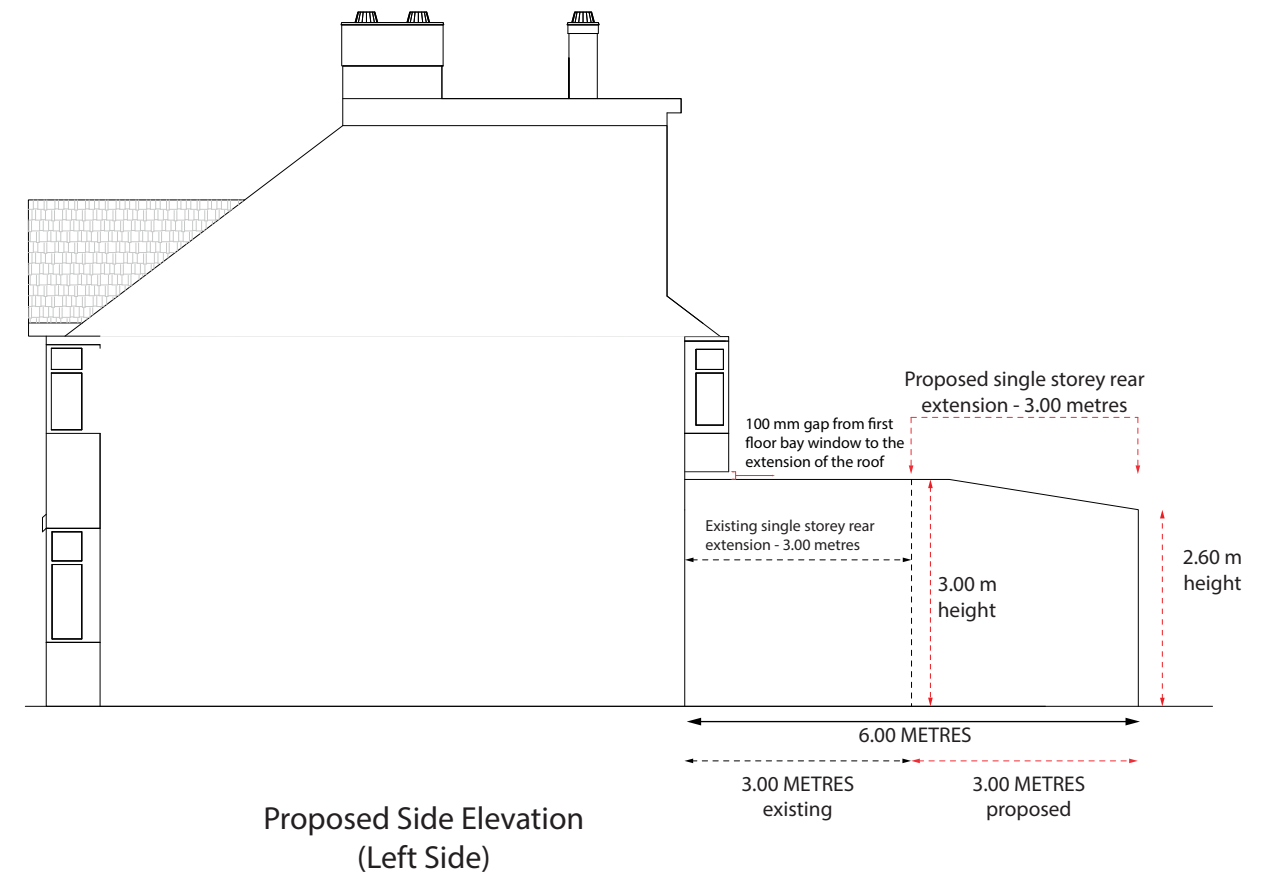 Proposed single storey rear
extension - 3.00 metres
100 mm gap from first
floor bay window to the
extension of the roof
Existing single storey rear
extension - 3.00 metres
3.00 m
height
2.60 m
height
6.00 METRES
3.00 METRES
existing
3.00 METRES
proposed
Proposed Side Elevation
(Left Side)